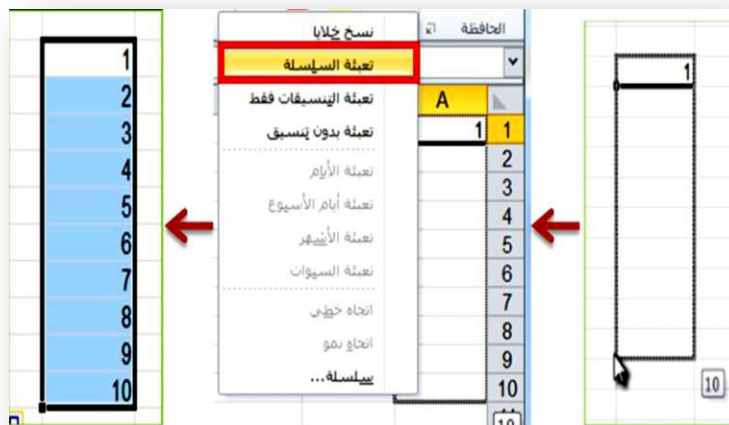 1
10
الحافظة
A
1
1
2
3
4
5
6
7
8
9
10
10
نسخ خلايا
تعبئة السلسلة
تعبئة التنسيقات فقط
تعبئة بدون تنسيق
تعبئة الأيام
تعبئة أيام الأسبوع
تعبئة الأشهر
تعبئة السنوات
اتجاه خطي
اتجاه نمو
سلسلة...
1
2
3
4
5
6
7
8
9
10